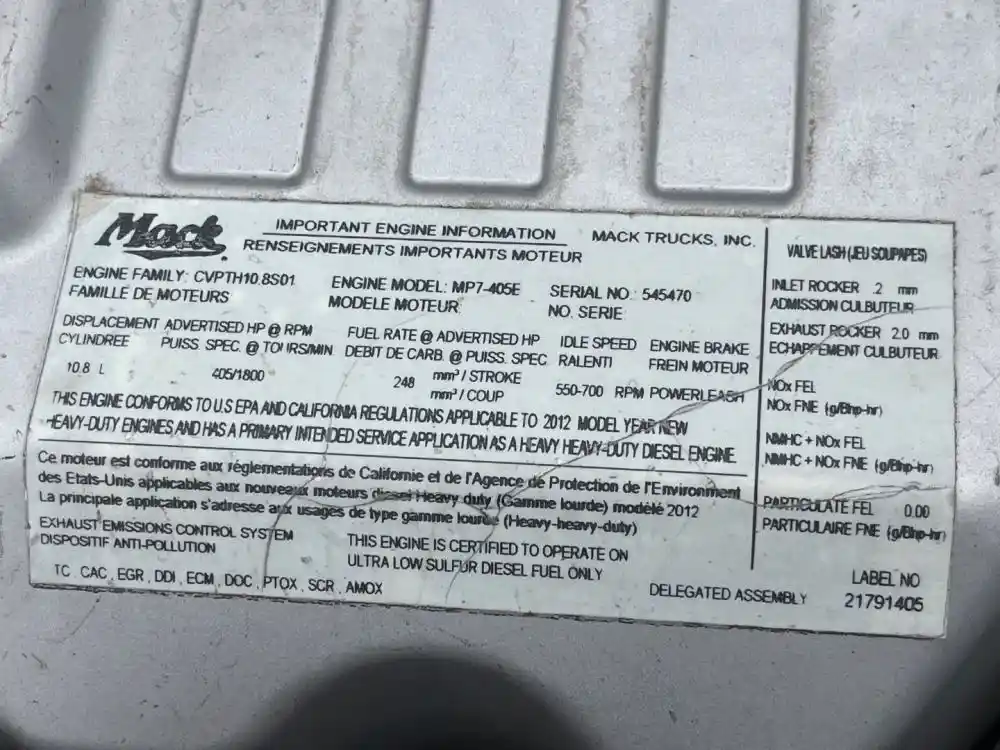 Mack
IMPORTANT ENGINE INFORMATION
RENSEIGNEMENTS IMPORTANTS MOTEUR
MACK TRUCKS, INC.
ENGINE FAMILY: CVPTH10.8S01
FAMILLE DE MOTEURS
ENGINE MODEL: MP7-405E
MODELE MOTEUR:
SERIAL NO: 545470
NO. SERIE:
DISPLACEMENT
CYLINDREE
10.8 L
ADVERTISED HP @ RPM
PUISS. SPEC. @ TOURS/MIN
405/1800
FUEL RATE @ ADVERTISED HP
DEBIT DE CARB. @ PUISS. SPEC.
248 mm³ / STROKE
mm³ / COUP
IDLE SPEED
RALENTI
550-700 RPM
ENGINE BRAKE
FREIN MOTEUR
POWERLEASH
THIS ENGINE CONFORMS TO U.S EPA AND CALIFORNIA REGULATIONS APPLICABLE TO 2012 MODEL YEAR NEW
HEAVY-DUTY ENGINES AND HAS A PRIMARY INTENDED SERVICE APPLICATION AS A HEAVY HEAVY-DUTY DIESEL ENGINE.
Ce moteur est conforme aux réglementations de Californie et de l'Agence de Protection de l'Environment
des Etats-Unis applicables aux nouveaux moteurs diesel Heavy duty (Gamme lourde) modèle 2012
La principale application s'adresse aux usages de type gamme lourde (Heavy-heavy-duty)
EXHAUST EMISSIONS CONTROL SYSTEM
DISPOSITIF ANTI-POLLUTION
TC , CAC , EGR , DDI , ECM , DOC , PTOX , SCR , AMOX
THIS ENGINE IS CERTIFIED TO OPERATE ON
ULTRA LOW SULFUR DIESEL FUEL ONLY
DELEGATED ASSEMBLY
VALVE LASH (JEU SOUPAPES)
INLET ROCKER .2 mm
ADMISSION CULBUTEUR
EXHAUST ROCKER 2.0 mm
ECHAPPEMENT CULBUTEUR
NOx FEL
NOx FNE (g/Bhp-hr)
NMHC + NOx FEL
NMHC + NOx FNE (g/Bhp-hr)
PARTICULATE FEL 0.00
PARTICULAIRE FNE (g/Bhp-hr)
LABEL NO
21791405